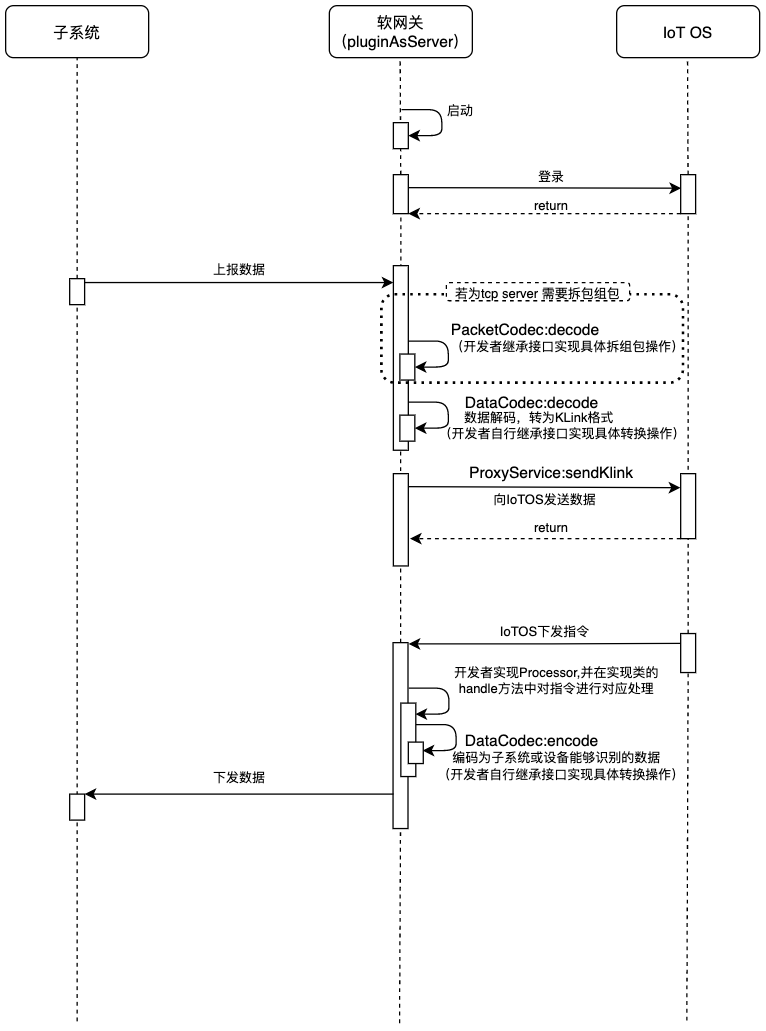 子系统
软网关
(pluginAsServer)
IoT OS
启动
登录
return
上报数据
若为tcp server 需要拆包组包
PacketCodec:decode
（开发者继承接口实现具体拆组包操作）
DataCodec:decode
数据解码，转为KLink格式
（开发者自行继承接口实现具体转换操作）
ProxyService:sendKlink
向IoTOS发送数据
return
IoTOS下发指令
开发者实现Processor,并在实现类的
handle方法中对指令进行对应处理
DataCodec:encode
编码为子系统或设备能够识别的数据
（开发者自行继承接口实现具体转换操作）
下发数据